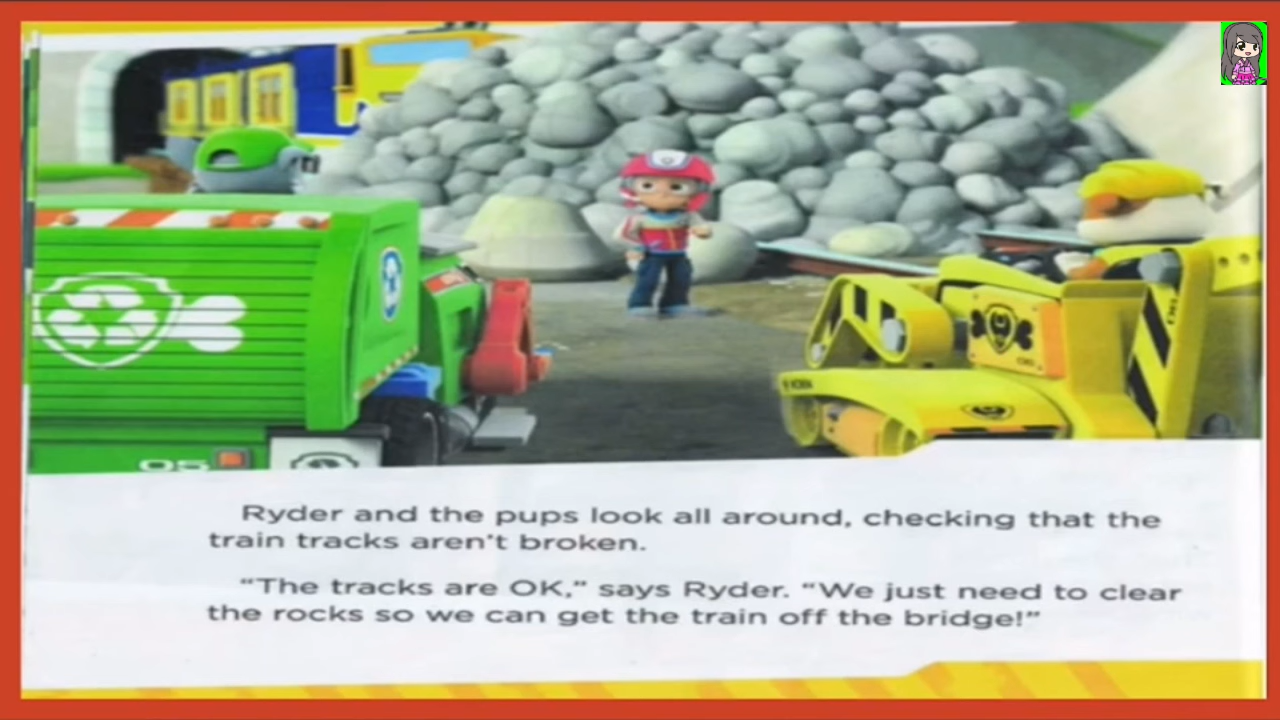 05
Ryder and the pups look all around, checking that the
train tracks aren't broken.
"The tracks are OK," says Ryder. "We just need to clear
the rocks so we can get the train off the bridge!"